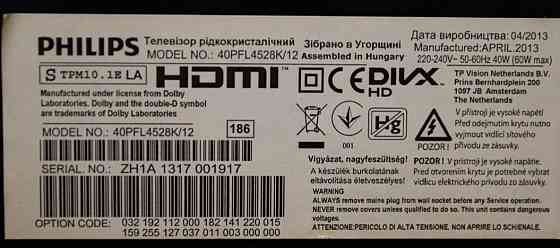 PHILIPS
Телевізор рідкокристалічний
MODEL NO.: 40PFL4528K/12
Зібрано в Угорщині
Assembled in Hungary
Дата виробництва: 04/2013
Manufactured: APRIL.2013
220-240V~ 50-60Hz 40W (60W max)
S TPM10.1E LA
HDMI
CE
DIVX
HD
TP Vision Netherlands B.V.
Prins Bernhardplein 200
1097 JB Amsterdam
The Netherlands
Manufactured under license from Dolby
Laboratories. Dolby and the double-D symbol
are trademarks of Dolby Laboratories.
MODEL NO.: 40PFL4528K/12
186
001
Hg
POZOR !
V přístroji je vysoké napětí!
Před odejmutím krytu nutno
vyjmout vidlici síťového
přívodu ze zásuvky.
SERIAL NO.: ZH1A 1317 001917
Vigyázat, nagyfeszültség!
A készülék burkolatának
eltávolítása életveszélyes!
POZOR! V prístroji je vysoké napätie.
Pred otvorením krytu je potrebné vytiahnuť
vidlicu elektrického prívodu zo zásuvky.
WARNING
ALWAYS remove mains plug from wall socket before any Service operation.
NEVER remove covers unless qualified to do so. This unit contains dangerous
voltages.
ATTENZIONE!PERICOLO DI ALTA TENSIONE, NON APRIRE LO SCHIENALE.
OPTION CODE: 032 192 112 000 182 141 220 015
159 255 127 037 011 003 000 000